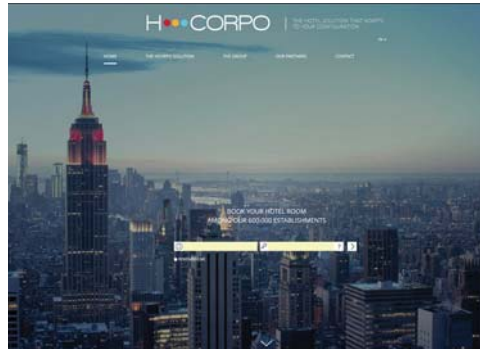 H CORPO
THE HOTEL SOLUTION THAT ADAPTS
TO YOUR CONFIGURATION
HOME THE HCORPO SOLUTION THE GROUP OUR PARTNERS CONTACT
BOOK YOUR HOTEL ROOM
AMONG OUR 600.000 ESTABLISHMENTS